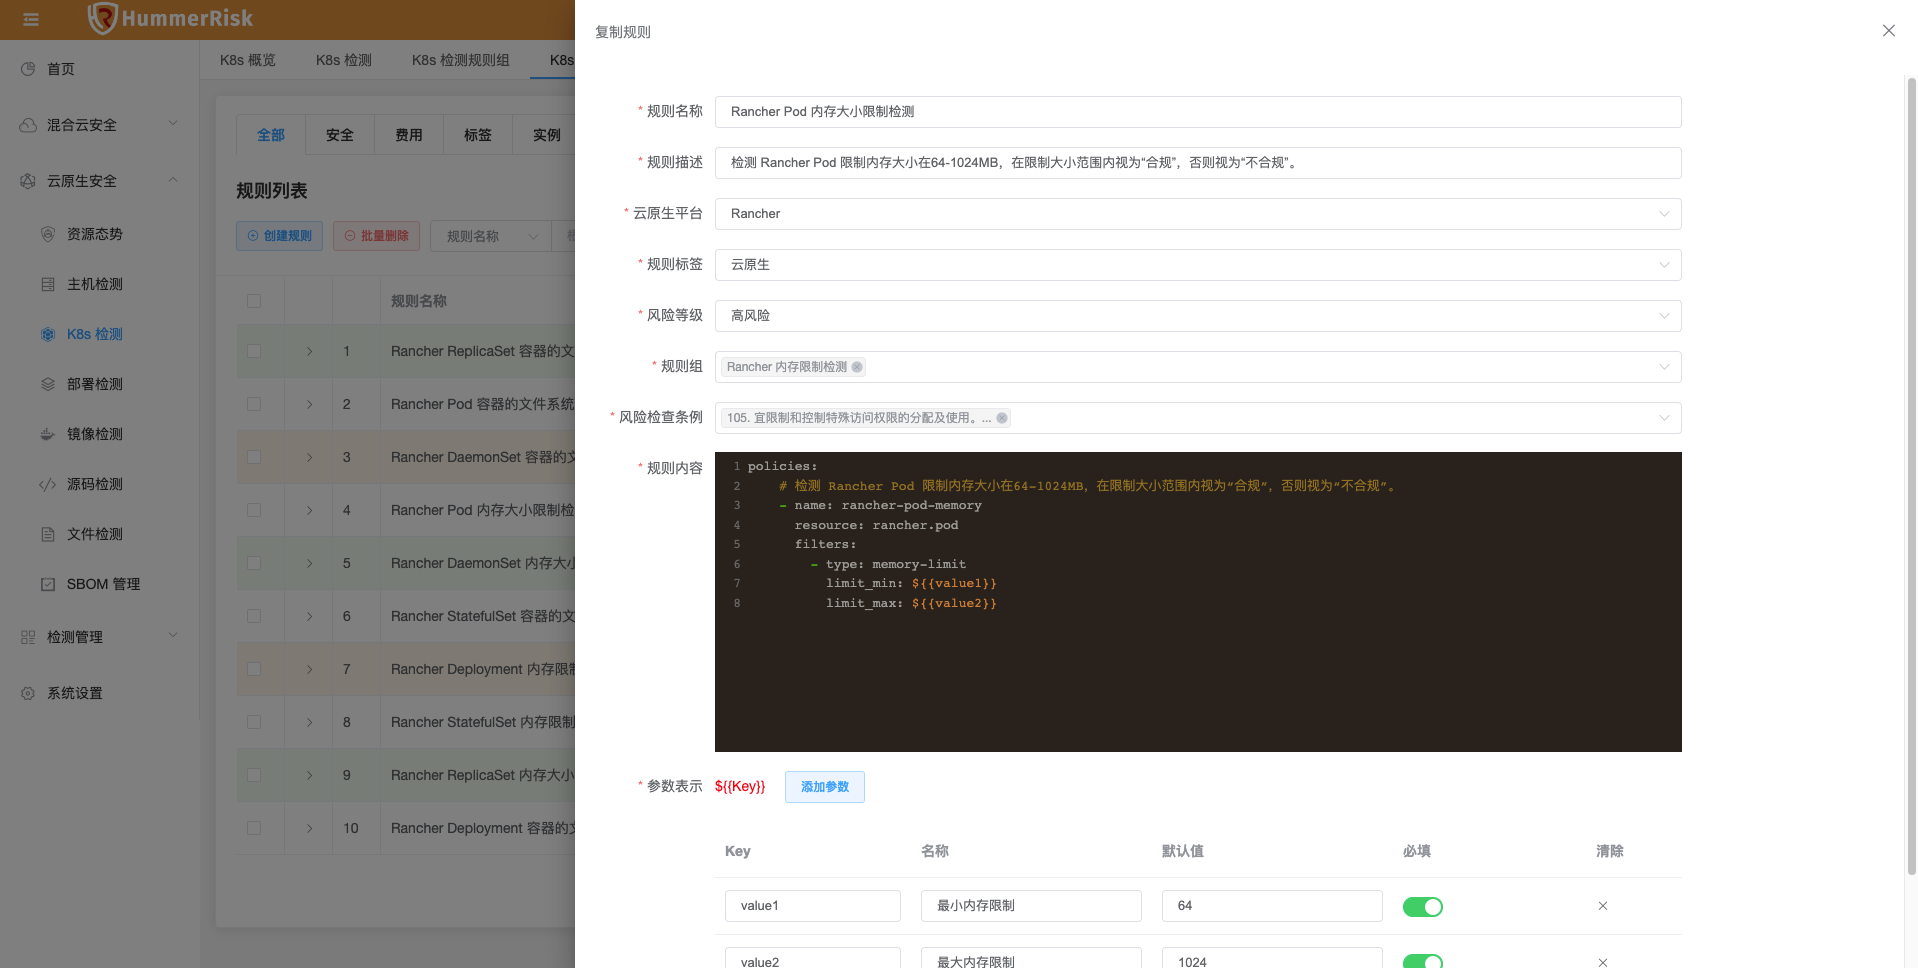 HummerRisk
首页
混合云安全
云原生安全
资源态势
主机检测
K8s 检测
部署检测
镜像检测
源码检测
文件检测
SBOM 管理
检测管理
系统设置
K8s 概览
K8s 检测
K8s 检测规则组
K8s
全部
安全
费用
标签
实例
规则列表
创建规则
批量删除
规则名称
规则名称
1 Rancher ReplicaSet 容器的文
2 Rancher Pod 容器的文件系统
3 Rancher DaemonSet 容器的文
4 Rancher Pod 内存大小限制检
5 Rancher DaemonSet 内存大小
6 Rancher StatefulSet 容器的文
7 Rancher Deployment 内存限制
8 Rancher StatefulSet 内存限制
9 Rancher ReplicaSet 内存大小
10 Rancher Deployment 容器的文
复制规则
* 规则名称 Rancher Pod 内存大小限制检测
* 规则描述 检测 Rancher Pod 限制内存大小在64-1024MB，在限制大小范围内视为“合规”，否则视为“不合规”。
* 云原生平台 Rancher
* 规则标签 云原生
* 风险等级 高风险
* 规则组 Rancher 内存限制检测
* 风险检查条例 105. 宜限制和控制特殊访问权限的分配及使用。...
* 规则内容
1 policies:
2 # 检测 Rancher Pod 限制内存大小在64-1024MB，在限制大小范围内视为“合规”，否则视为“不合规”。
3 - name: rancher-pod-memory
4 resource: rancher.pod
5 filters:
6 - type: memory-limit
7 limit_min: ${{value1}}
8 limit_max: ${{value2}}
* 参数表示 ${{Key}} 添加参数
Key 名称 默认值 必填 清除
value1 最小内存限制 64
value2 最大内存限制 1024